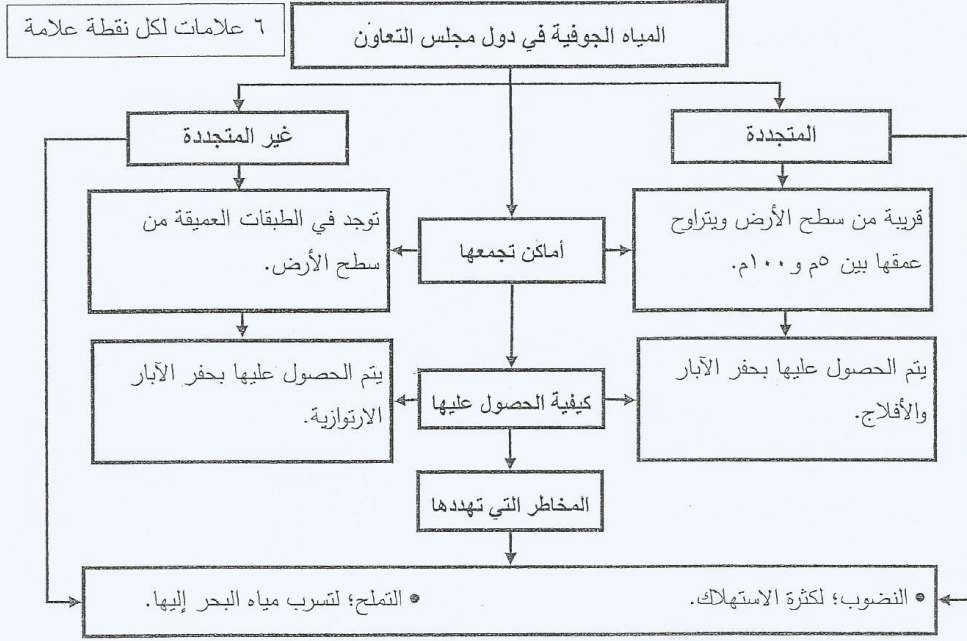 ٦ علامات لكل نقطة علامة
المياه الجوفية في دول مجلس التعاون
المتجددة
غير المتجددة
قريبة من سطح الأرض ويتراوح
عمقها بين ٥م و ١٠٠م.
أماكن تجمعها
توجد في الطبقات العميقة من
سطح الأرض.
يتم الحصول عليها بحفر الآبار
والأفلاج.
كيفية الحصول عليها
يتم الحصول عليها بحفر الآبار
الارتوازية.
المخاطر التي تهددها
• النضوب؛ لكثرة الاستهلاك.
• التملح؛ لتسرب مياه البحر إليها.